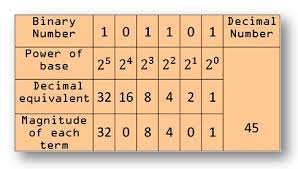 Binary Number 1 0 1 1 0 1 Decimal Number
Power of base 2⁵ 2⁴ 2³ 2² 2¹ 2⁰
Decimal equivalent 32 16 8 4 2 1
Magnitude of each term 32 0 8 4 0 1 45